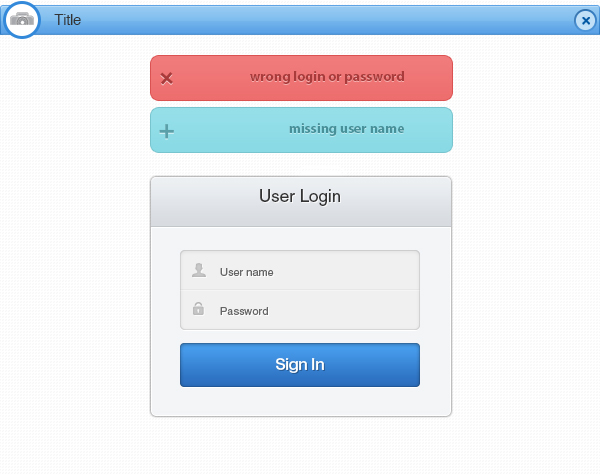 Title
wrong login or password
missing user name
User Login
User name
Password
Sign In